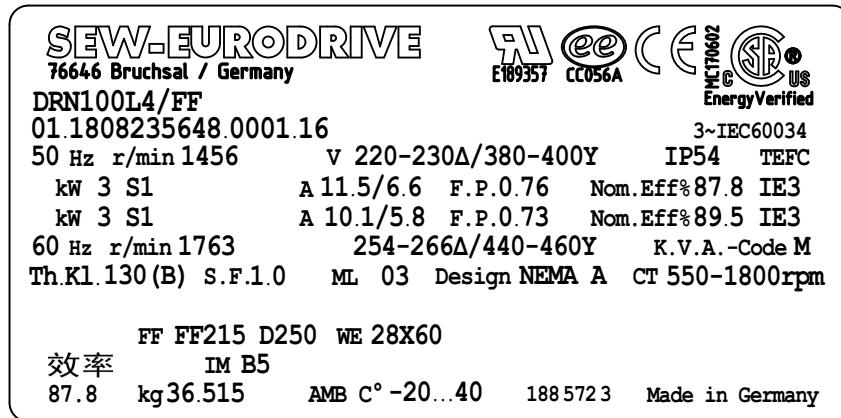 SEW-EURODRIVE
76646 Bruchsal / Germany
E189357 CC056A
EMC170602
C US
EnergyVerified
DRN100L4/FF
01.1808235648.0001.16 3~IEC60034
50 Hz r/min 1456 V 220-230Δ/380-400Y IP54 TEFC
kW 3 S1 A 11.5/6.6 F.P.0.76 Nom.Eff% 87.8 IE3
kW 3 S1 A 10.1/5.8 F.P.0.73 Nom.Eff% 89.5 IE3
60 Hz r/min 1763 254-266Δ/440-460Y K.V.A.-Code M
Th.Kl.130(B) S.F.1.0 ML 03 Design NEMA A CT 550-1800rpm
FF FF215 D250 WE 28X60
效率 IM B5
87.8 kg 36.515 AMB C° -20...40 188 572 3 Made in Germany